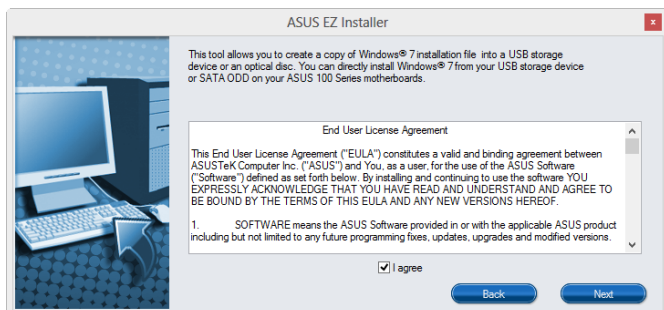 ASUS EZ Installer
x
This tool allows you to create a copy of Windows® 7 installation file into a USB storage
device or an optical disc. You can directly install Windows® 7 from your USB storage device
or SATA ODD on your ASUS 100 Series motherboards.
End User License Agreement
This End User License Agreement ("EULA") constitutes a valid and binding agreement between
ASUSTeK Computer Inc. ("ASUS") and You, as a user, for the use of the ASUS Software
("Software") defined as set forth below. By installing and continuing to use the software YOU
EXPRESSLY ACKNOWLEDGE THAT YOU HAVE READ AND UNDERSTAND AND AGREE TO
BE BOUND BY THE TERMS OF THIS EULA AND ANY NEW VERSIONS HEREOF.
1. SOFTWARE means the ASUS Software provided in or with the applicable ASUS product
including but not limited to any future programming fixes, updates, upgrades and modified versions.
I agree
Back Next